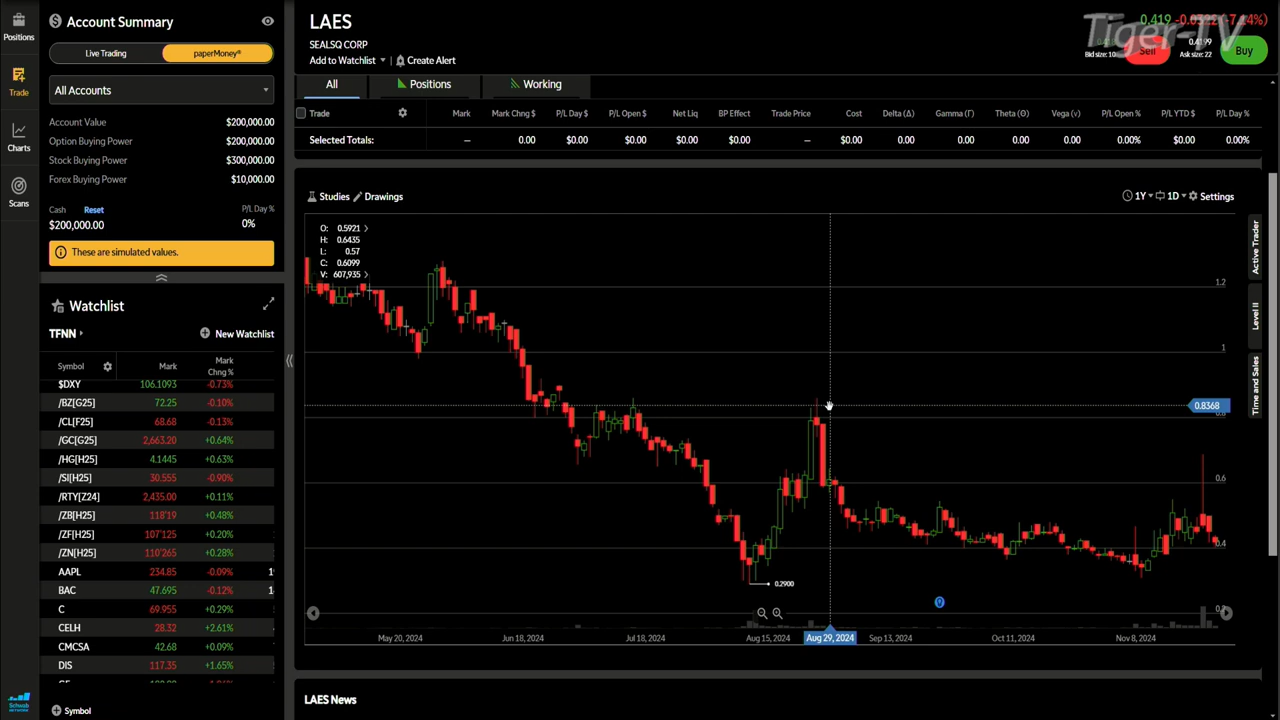 Positions
Trade
Charts
Scans
Schwab
NETWORK
Account Summary
Live Trading
paperMoney®
All Accounts
Account Value $200,000.00
Option Buying Power $200,000.00
Stock Buying Power $300,000.00
Forex Buying Power $10,000.00
Cash Reset P/L Day %
$200,000.00 0%
These are simulated values.
Watchlist
TFNN New Watchlist
Symbol Mark Mark Chng %
$DXY 106.1093 -0.73%
/BZ[G25] 72.25 -0.10%
/CL[F25] 68.68 -0.13%
/GC[G25] 2,663.20 +0.64%
/HG[H25] 4.1445 +0.63%
/SI[H25] 30.555 -0.90%
/RTY[Z24] 2,435.00 +0.11%
/ZB[H25] 118'19 +0.48%
/ZF[H25] 107'125 +0.20%
/ZN[H25] 110'265 +0.28%
AAPL 234.85 -0.09% 1
BAC 47.695 -0.12% 1
C 69.955 +0.29%
CELH 28.32 +2.61%
CMCSA 42.68 +0.09%
DIS 117.35 +1.65%
Symbol
LAES
SEALSQ CORP
Add to Watchlist Create Alert
0.419 -0.0322 (-7.14%)
Tiger-TV
Bid size: 10 Sell
0.4199
Ask size: 22
Buy
All Positions Working
Trade Mark Mark Chng $ P/L Day $ P/L Open $ Net Liq BP Effect Trade Price Cost Delta (Δ) Gamma (Γ) Theta (Θ) Vega (v) P/L Open % P/L YTD $ P/L Day %
Selected Totals: — 0.00 $0.00 $0.00 $0.00 $0.00 — $0.00 0.00 0.00 0.00 0.00 0.00% $0.00 0.00%
Studies Drawings
1Y 1D Settings
O: 0.5921
H: 0.6435
L: 0.57
C: 0.6099
V: 607,935
1.2
1
0.8368
0.6
0.4
0.2900
May 20, 2024 Jun 18, 2024 Jul 18, 2024 Aug 15, 2024 Aug 29, 2024 Sep 13, 2024 Oct 11, 2024 Nov 8, 2024
Active Trader
Level II
Time and Sales
LAES News